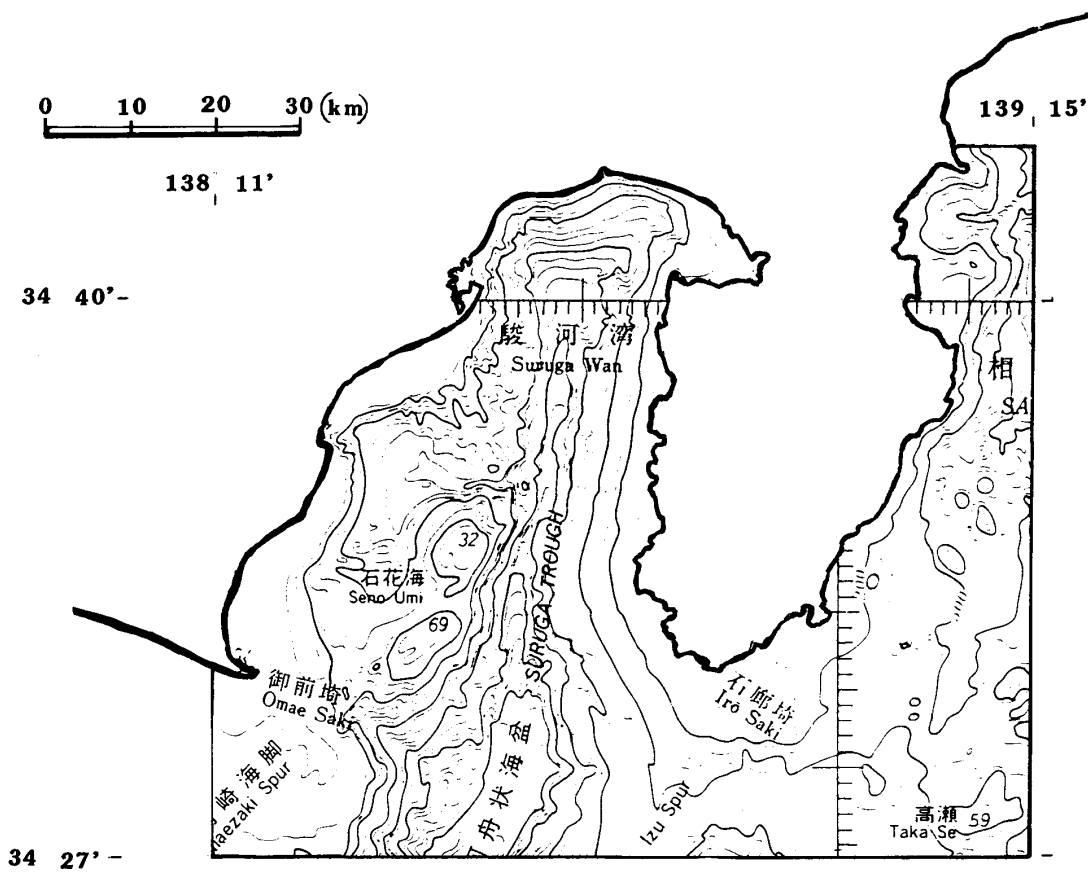 0 10 20 30 (km)
139 15'
138 11'
34 40'
駿河湾
Suruga Wan
相
SA
32
石花海
Seno Umi
69
SURUGA TROUGH
御前埼
Omae Saki
石廊埼
Irō Saki
崎海脚
maezaki Spur
舟状海盆
Izu Spur
高瀬
Taka Se
59
34 27'